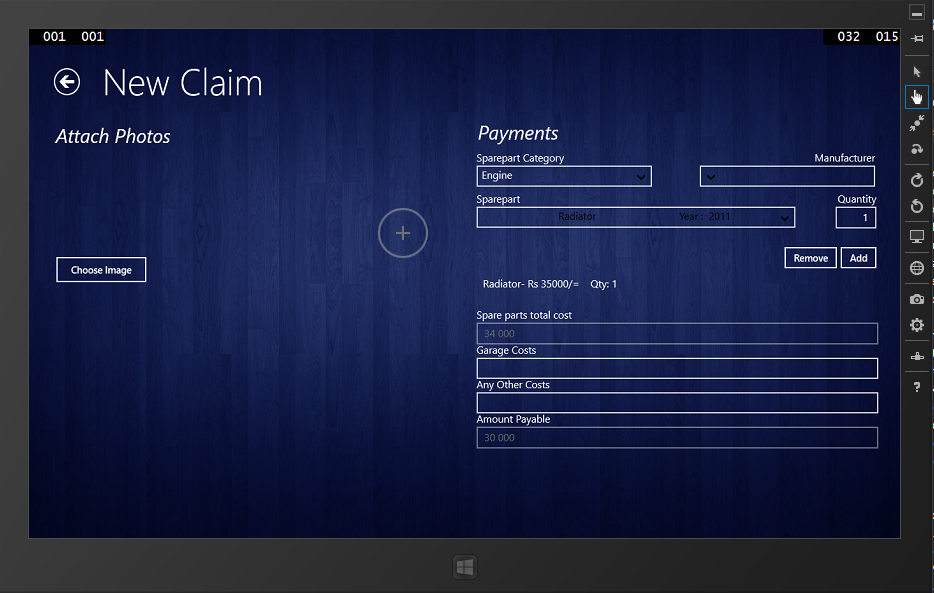 001 001 032 015
New Claim
Attach Photos
Choose Image
Payments
Sparepart Category Manufacturer
Engine
Sparepart Quantity
Radiator Year : 2011 1
Remove Add
Radiator- Rs 35000/= Qty: 1
Spare parts total cost
34 000
Garage Costs
Any Other Costs
Amount Payable
30 000
?